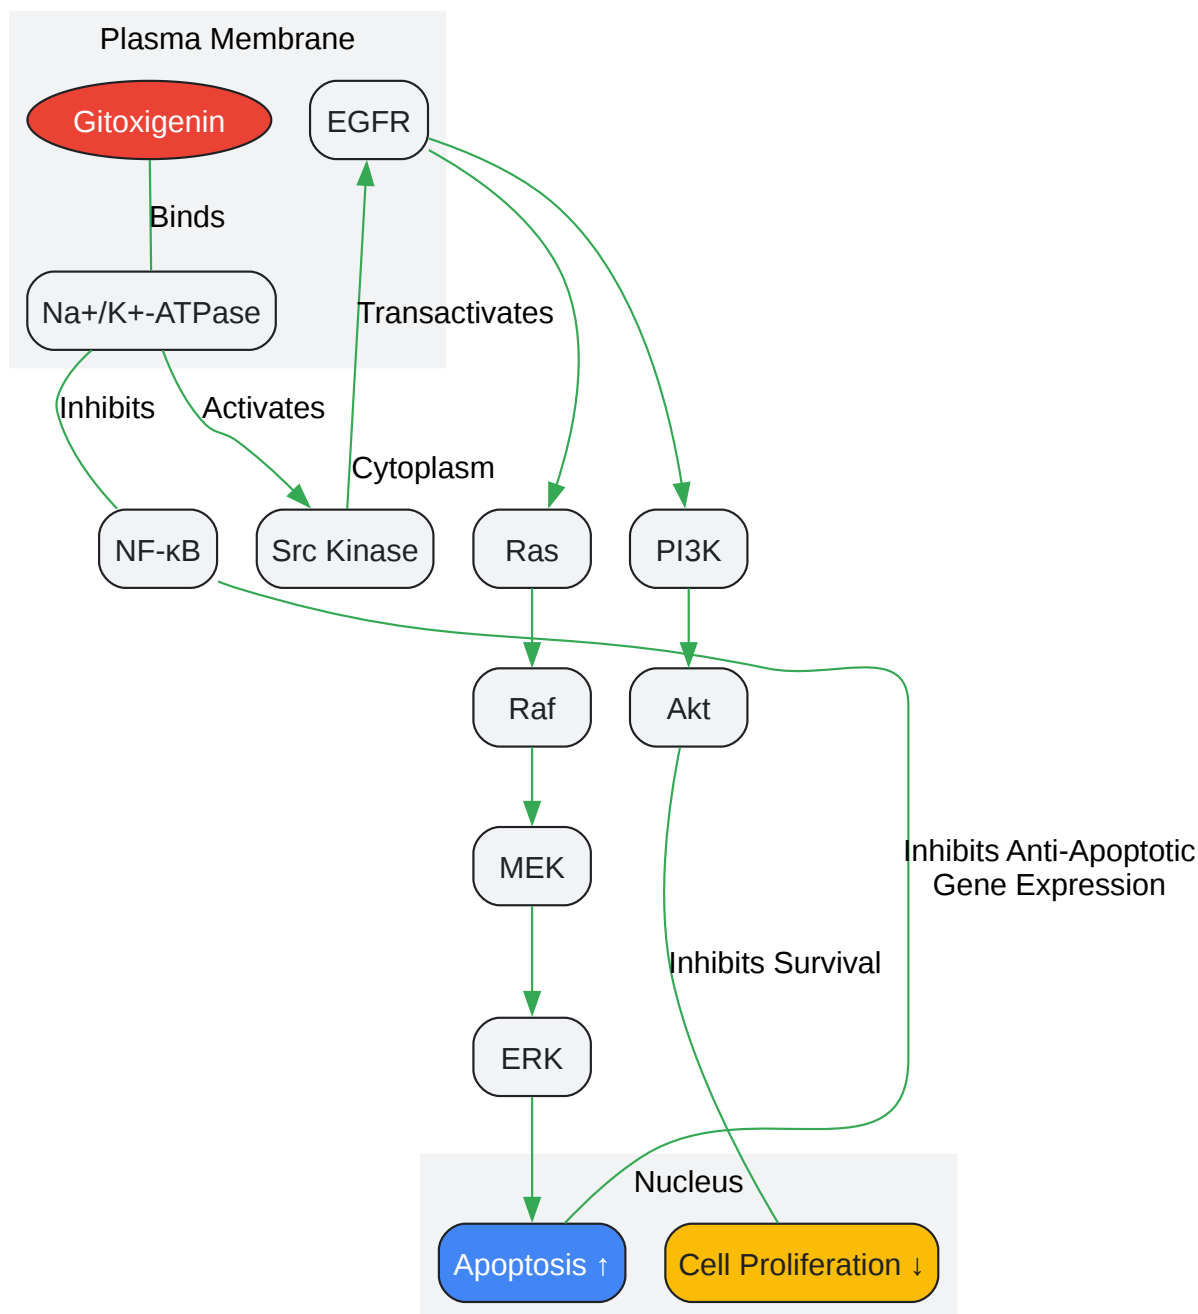 Plasma Membrane
Gitoxigenin
EGFR
Binds
Na+/K+-ATPase
Transactivates
Inhibits
Activates
Cytoplasm
NF-κB
Src Kinase
Ras
PI3K
Raf
Akt
MEK
Inhibits Anti-Apoptotic
Gene Expression
Inhibits Survival
ERK
Nucleus
Apoptosis ↑
Cell Proliferation ↓